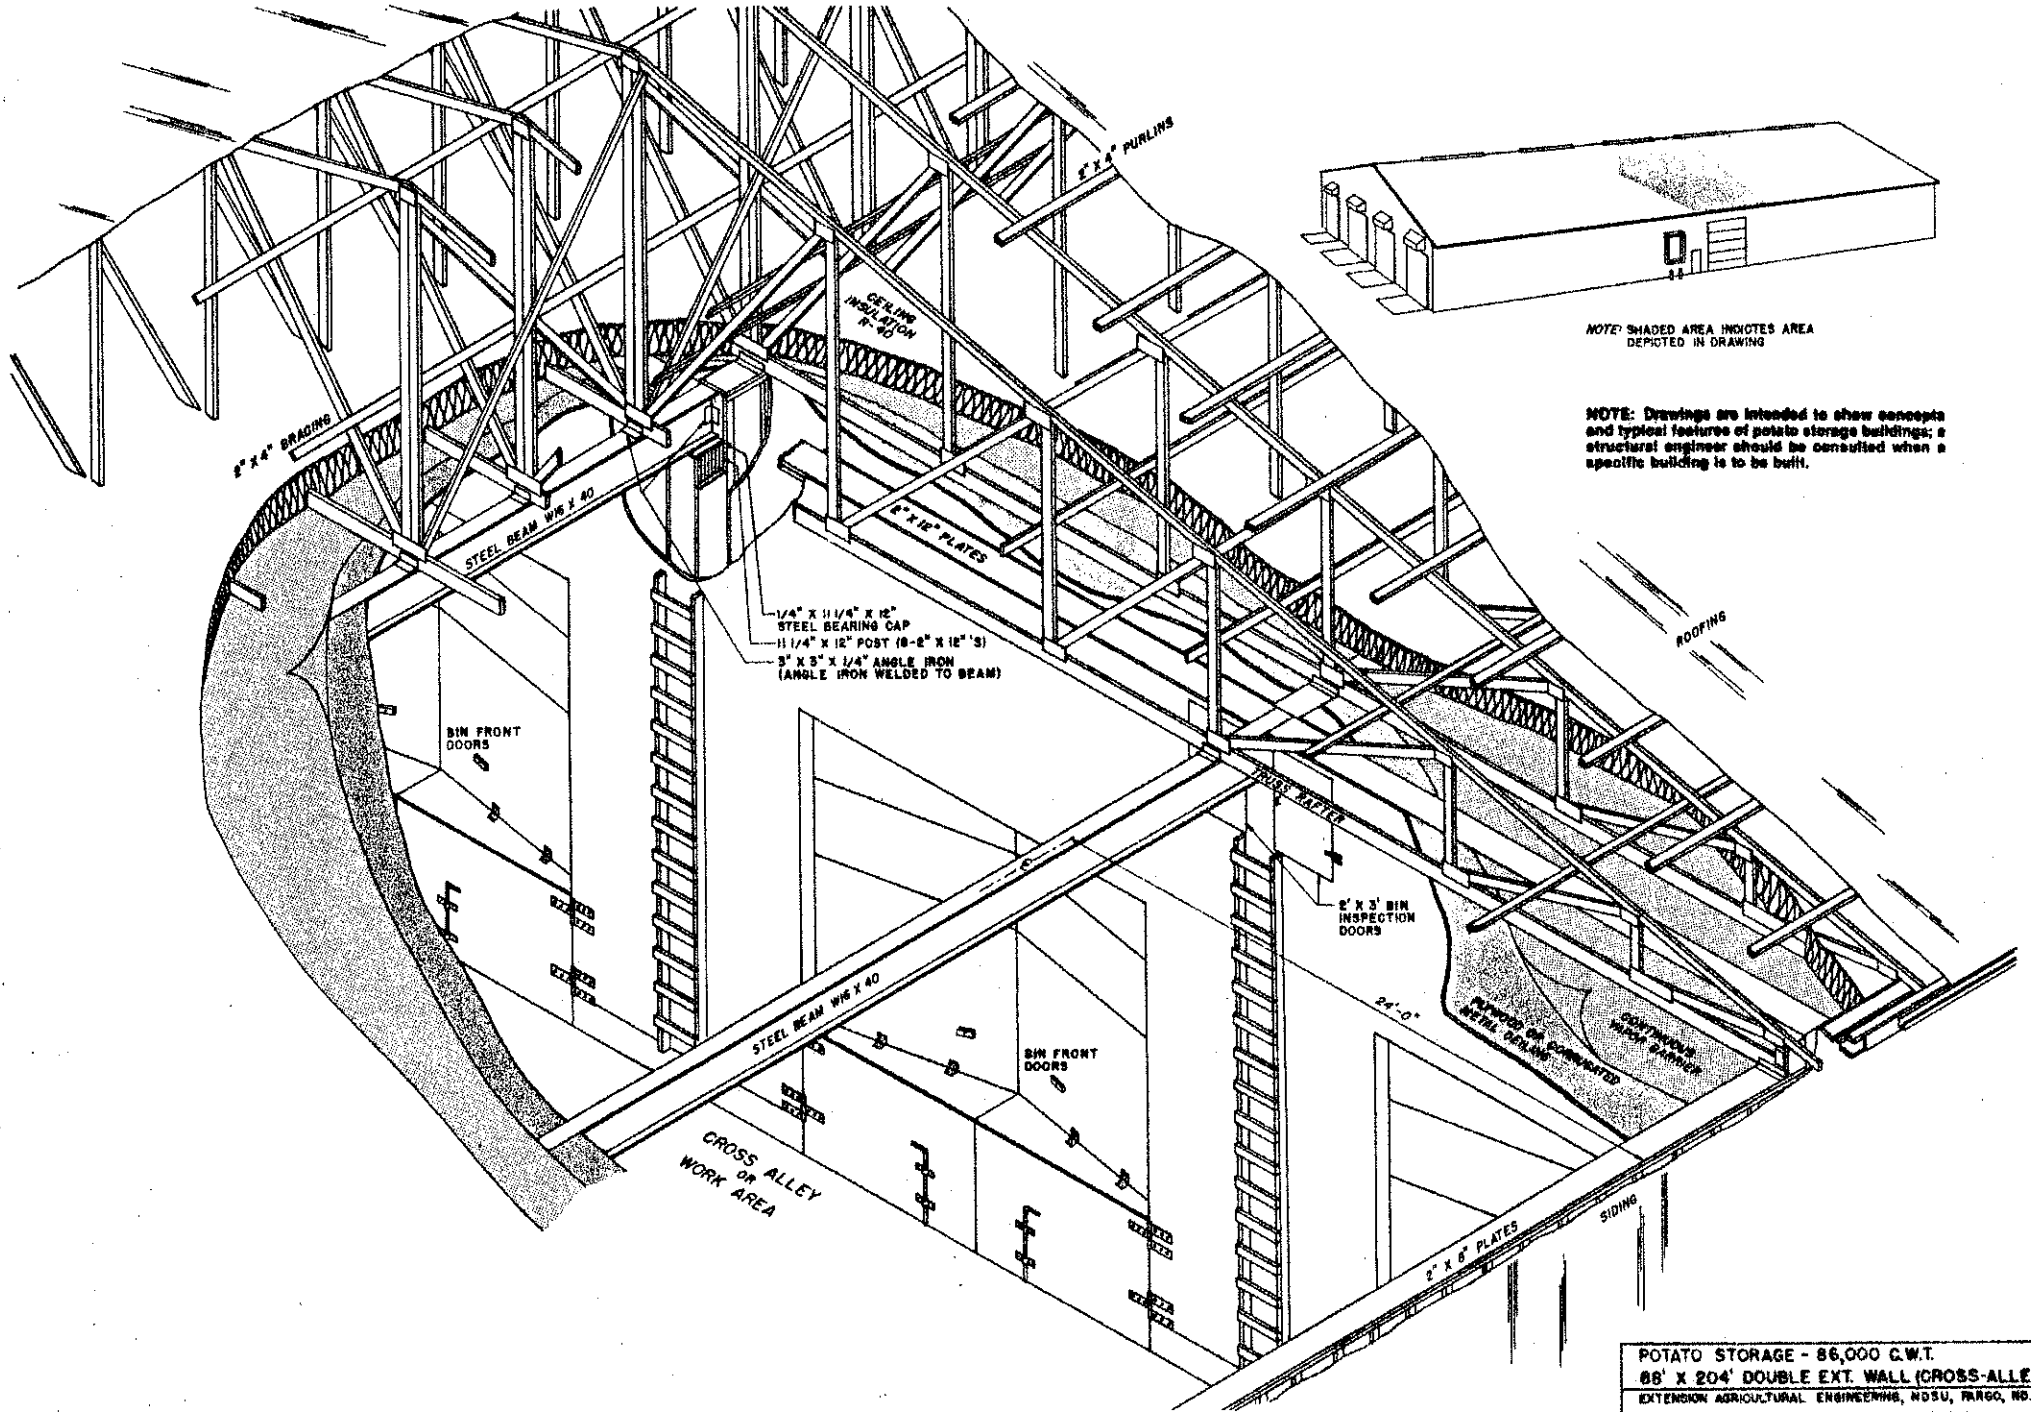 2" X 4" PURLINS
CEILING
INSULATION
R-40
NOTE: SHADED AREA INDICTES AREA
DEPICTED IN DRAWING
NOTE: Drawings are intended to show concepts
and typical features of potato storage buildings; a
structural engineer should be consulted when a
specific building is to be built.
2" X 4" BRACING
STEEL BEAM W16 X 40
2" X 12" PLATES
1/4" X 11 1/4" X 12"
STEEL BEARING CAP
11 1/4" X 12" POST (8-2" X 12"'S)
3" X 3" X 1/4" ANGLE IRON
(ANGLE IRON WELDED TO BEAM)
ROOFING
BIN FRONT
DOORS
TRUSS RAFTER
2' X 3' BIN
INSPECTION
DOORS
24'-0"
STEEL BEAM W16 X 40
BIN FRONT
DOORS
PLYWOOD OR CORRUGATED
METAL CEILING
CONTINUOUS
VAPOR BARRIER
CROSS ALLEY
OR
WORK AREA
SIDING
2" X 6" PLATES
POTATO STORAGE - 86,000 C.W.T.
68' X 204' DOUBLE EXT. WALL (CROSS-ALLE
EXTENSION AGRICULTURAL ENGINEERING, NDSU, FARGO, ND.